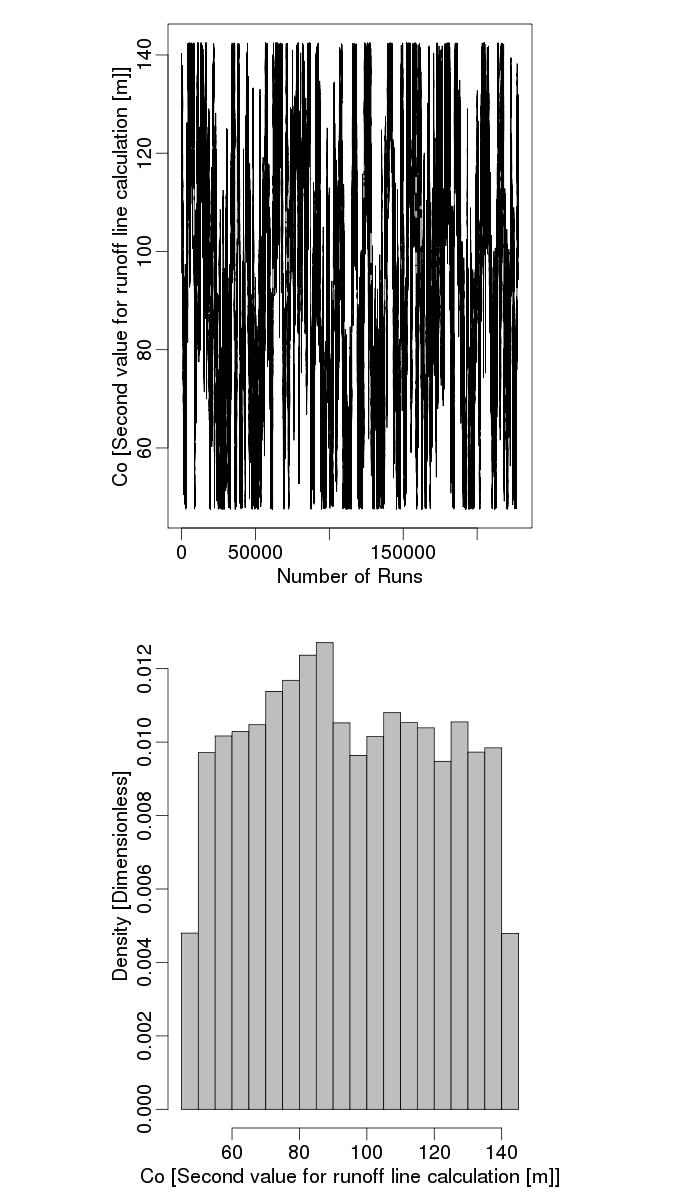 Co [Second value for runoff line calculation [m]]
140
120
100
80
60
0 50000 150000
Number of Runs
Density [Dimensionless]
0.012
0.010
0.008
0.006
0.004
0.002
0.000
60 80 100 120 140
Co [Second value for runoff line calculation [m]]